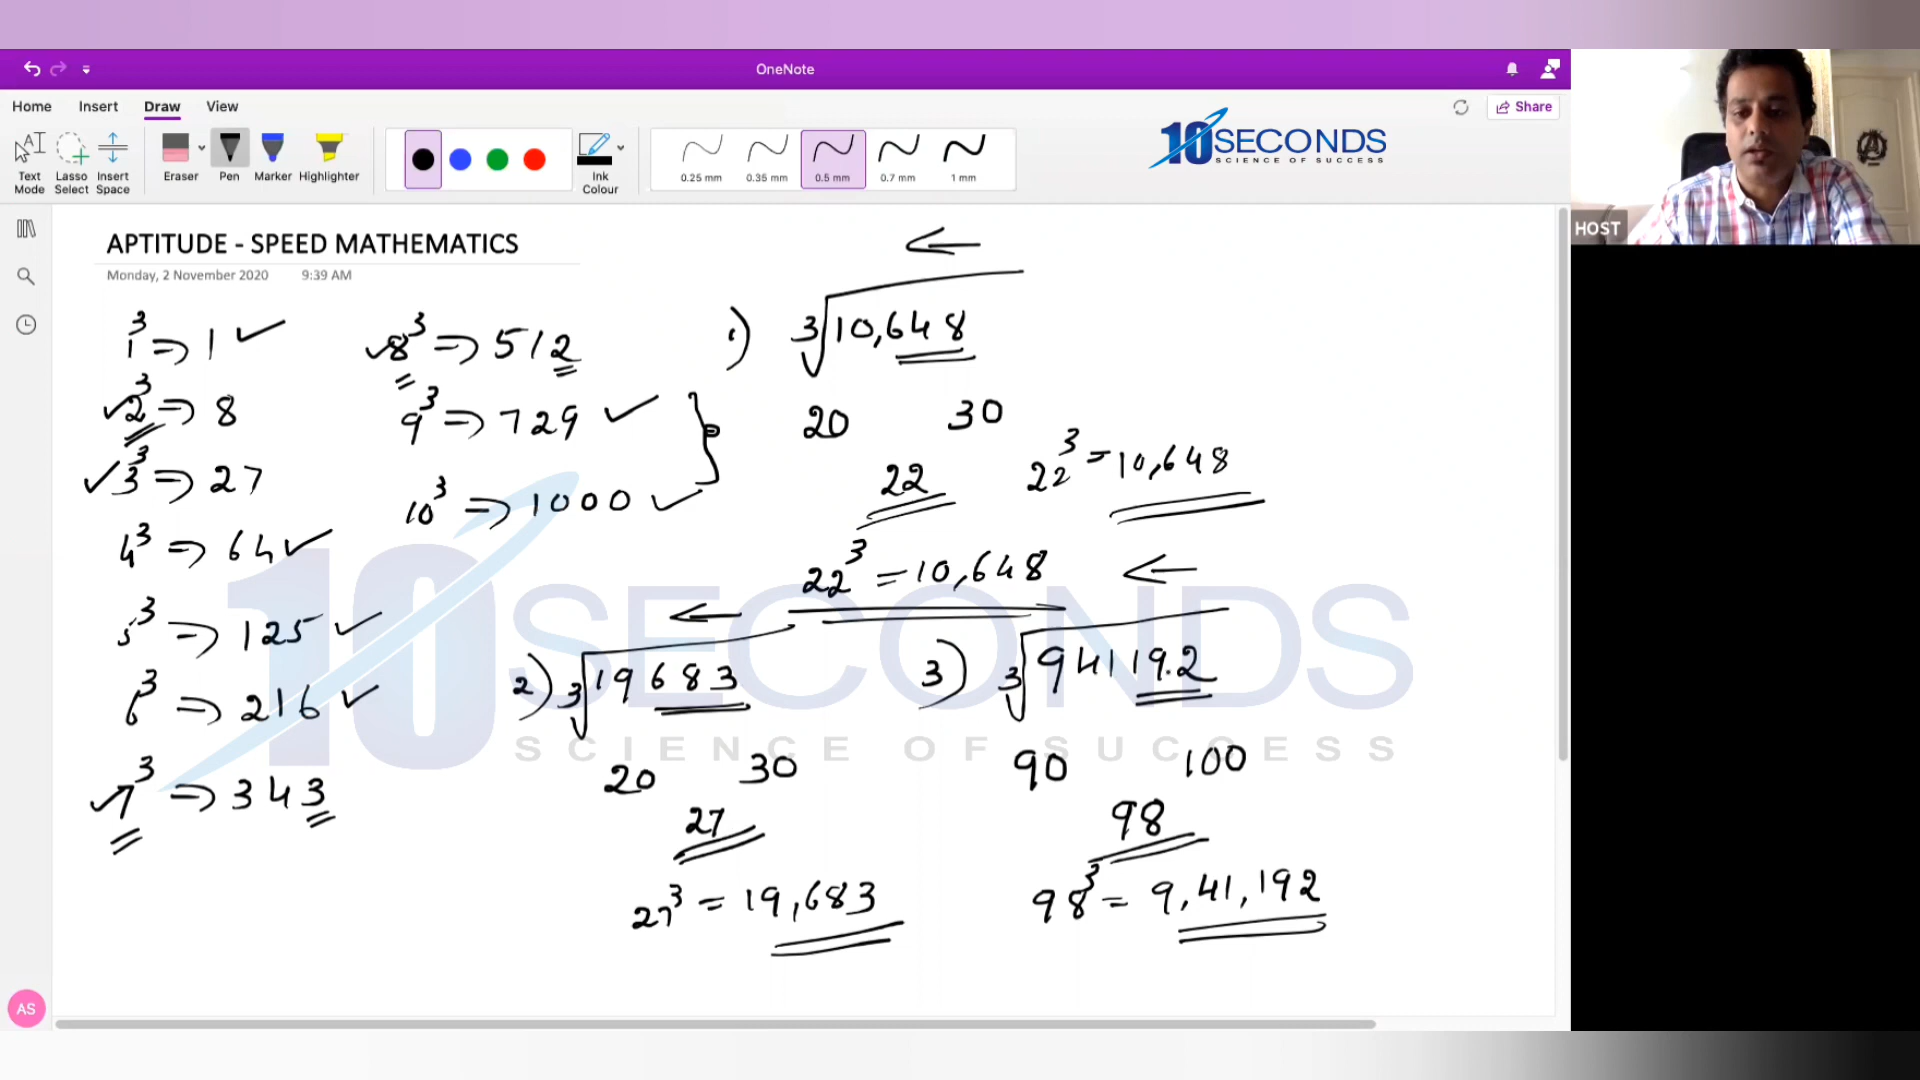 OneNote
Home Insert Draw View
Share
Text Mode
Lasso Select
Insert Space
Eraser
Pen
Marker
Highlighter
Ink Colour
0.25 mm 0.35 mm 0.5 mm 0.7 mm 1 mm
10SECONDS
SCIENCE OF SUCCESS
HOST
APTITUDE - SPEED MATHEMATICS
Monday, 2 November 2020 9:39 AM
1³ ⇒ 1 ✓
✓2³ ⇒ 8
✓3³ ⇒ 27
4³ ⇒ 64 ✓
5³ ⇒ 125 ✓
6³ ⇒ 216 ✓
✓7³ ⇒ 343
✓8³ ⇒ 512
9³ ⇒ 729 ✓
10³ ⇒ 1000 ✓
←
1) ∛10,648
20 30
22
22³ = 10,648
22³ = 10,648
←
2) ∛19683
20 30
27
27³ = 19,683
←
3) ∛941192
90 100
98
98³ = 9,41,192
10SECONDS
SCIENCE OF SUCCESS
AS